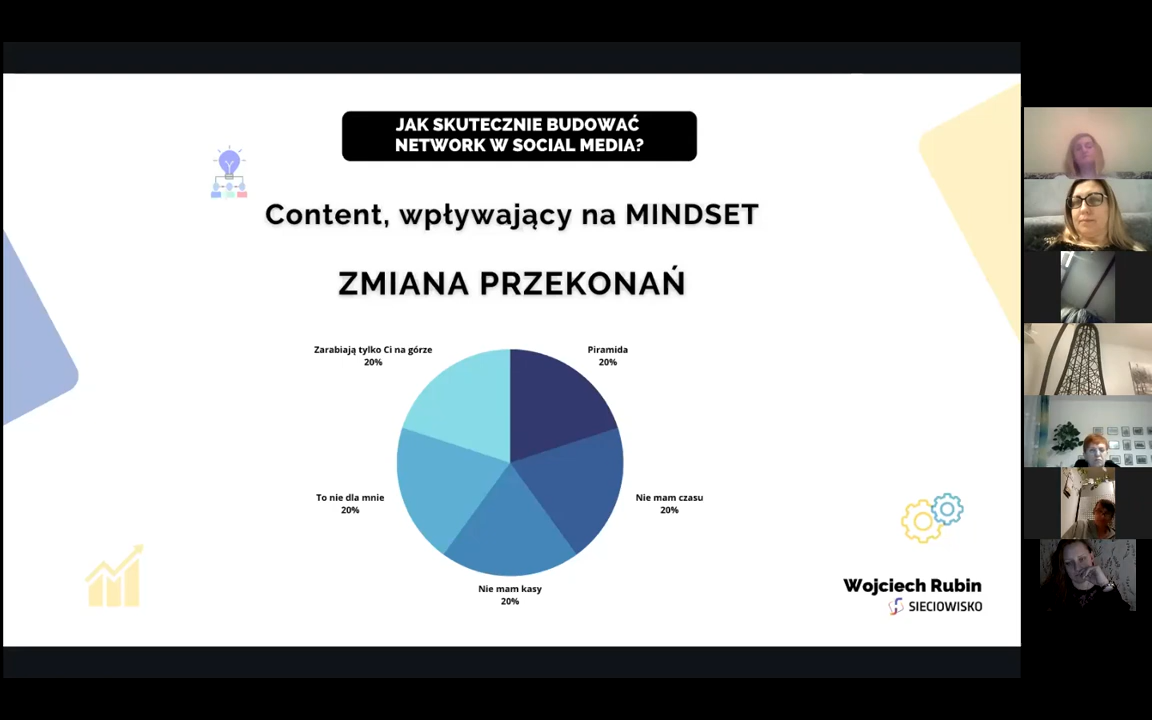 JAK SKUTECZNIE BUDOWAĆ
NETWORK W SOCIAL MEDIA?
Content, wpływający na MINDSET
ZMIANA PRZEKONAŃ
Zarabiają tylko Ci na górze
20%
Piramida
20%
To nie dla mnie
20%
Nie mam czasu
20%
Nie mam kasy
20%
Wojciech Rubin
SIECIOWISKO